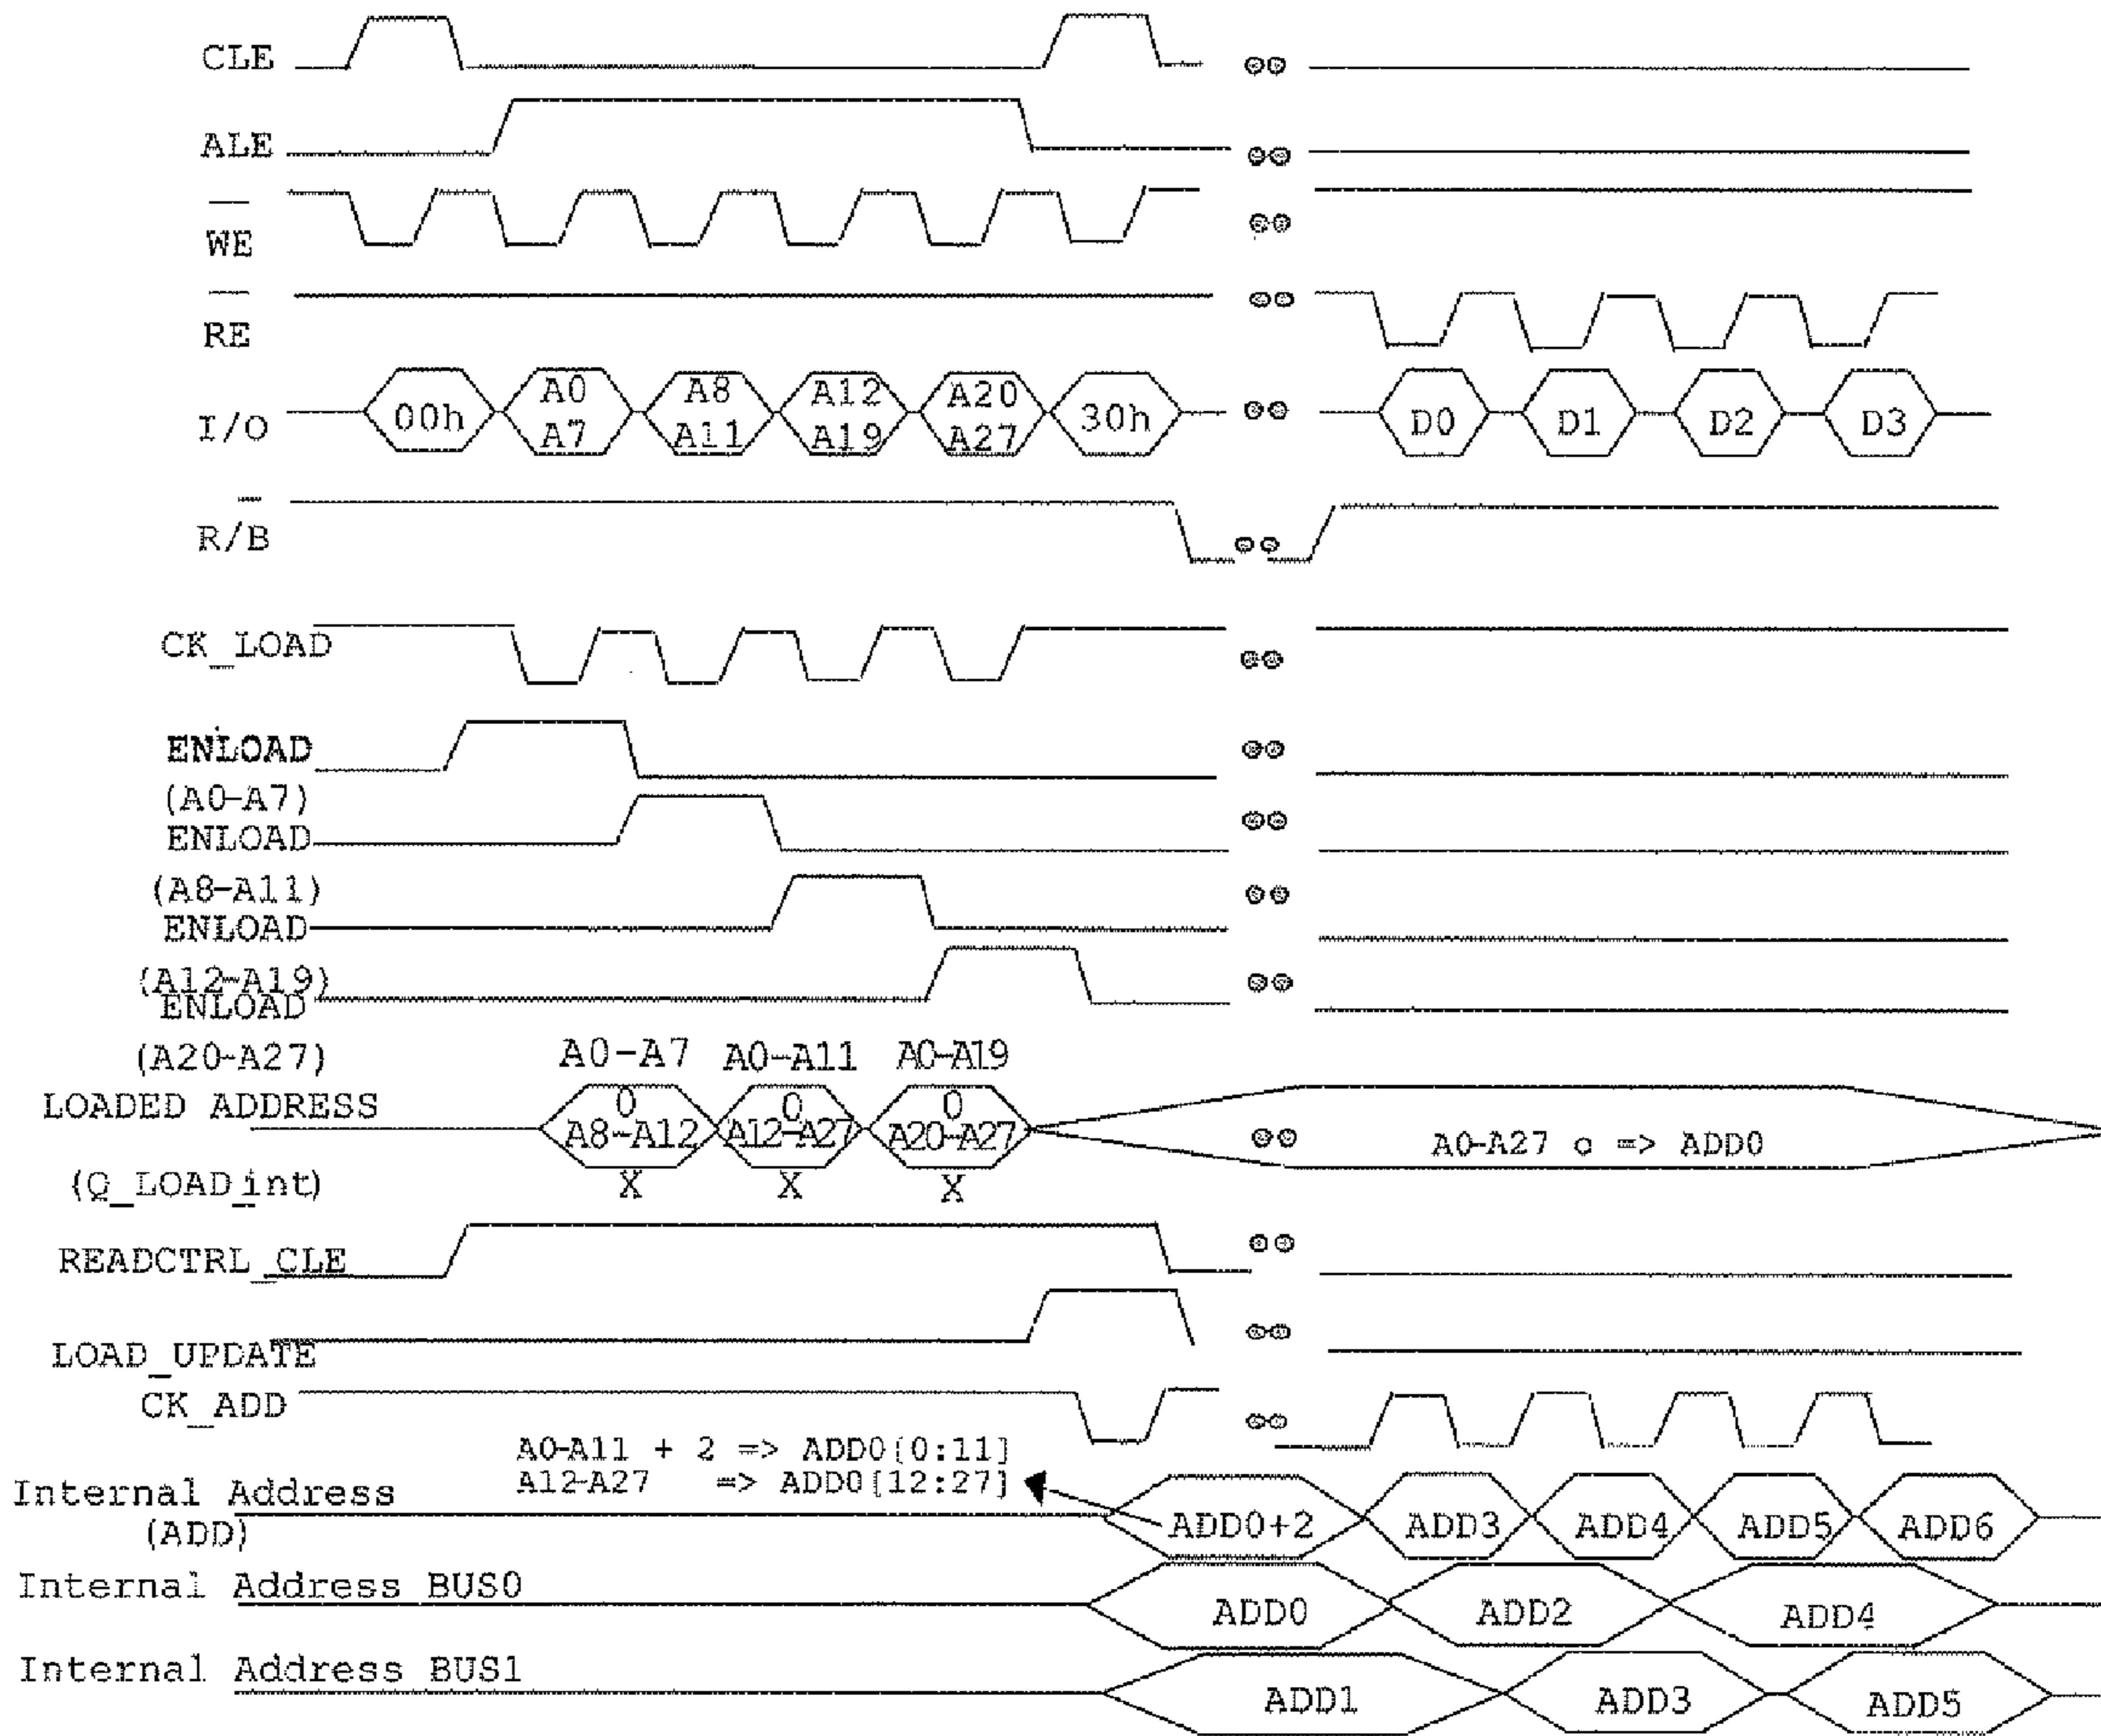 CLE
ALE
WE
RE
I/O 00h A0 A8 A12 A20 30h D0 D1 D2 D3
A7 A11 A19 A27
R/B
CK_LOAD
ENLOAD
(A0-A7)
ENLOAD
(A8-A11)
ENLOAD
(A12-A19)
ENLOAD
(A20-A27) A0-A7 A0-A11 A0-A19
LOADED ADDRESS 0 0 0
A8-A12 A12-A27 A20-A27 A0-A27 o => ADD0
(Q_LOAD_int) X X X
READCTRL_CLE
LOAD_UPDATE
CK_ADD
A0-A11 + 2 => ADD0[0:11]
A12-A27 => ADD0[12:27]
Internal Address
(ADD) ADD0+2 ADD3 ADD4 ADD5 ADD6
Internal Address BUS0 ADD0 ADD2 ADD4
Internal Address BUS1 ADD1 ADD3 ADD5